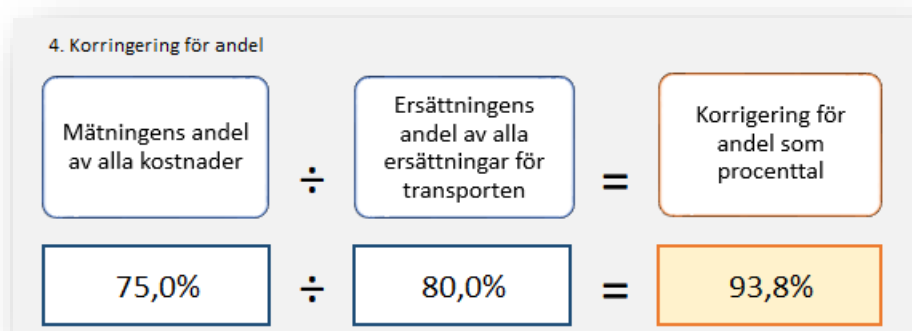 4. Korringering för andel
Mätningens andel
av alla kostnader
÷
Ersättningens
andel av alla
ersättningar för
transporten
=
Korrigering för
andel som
procenttal
75,0% ÷ 80,0% = 93,8%